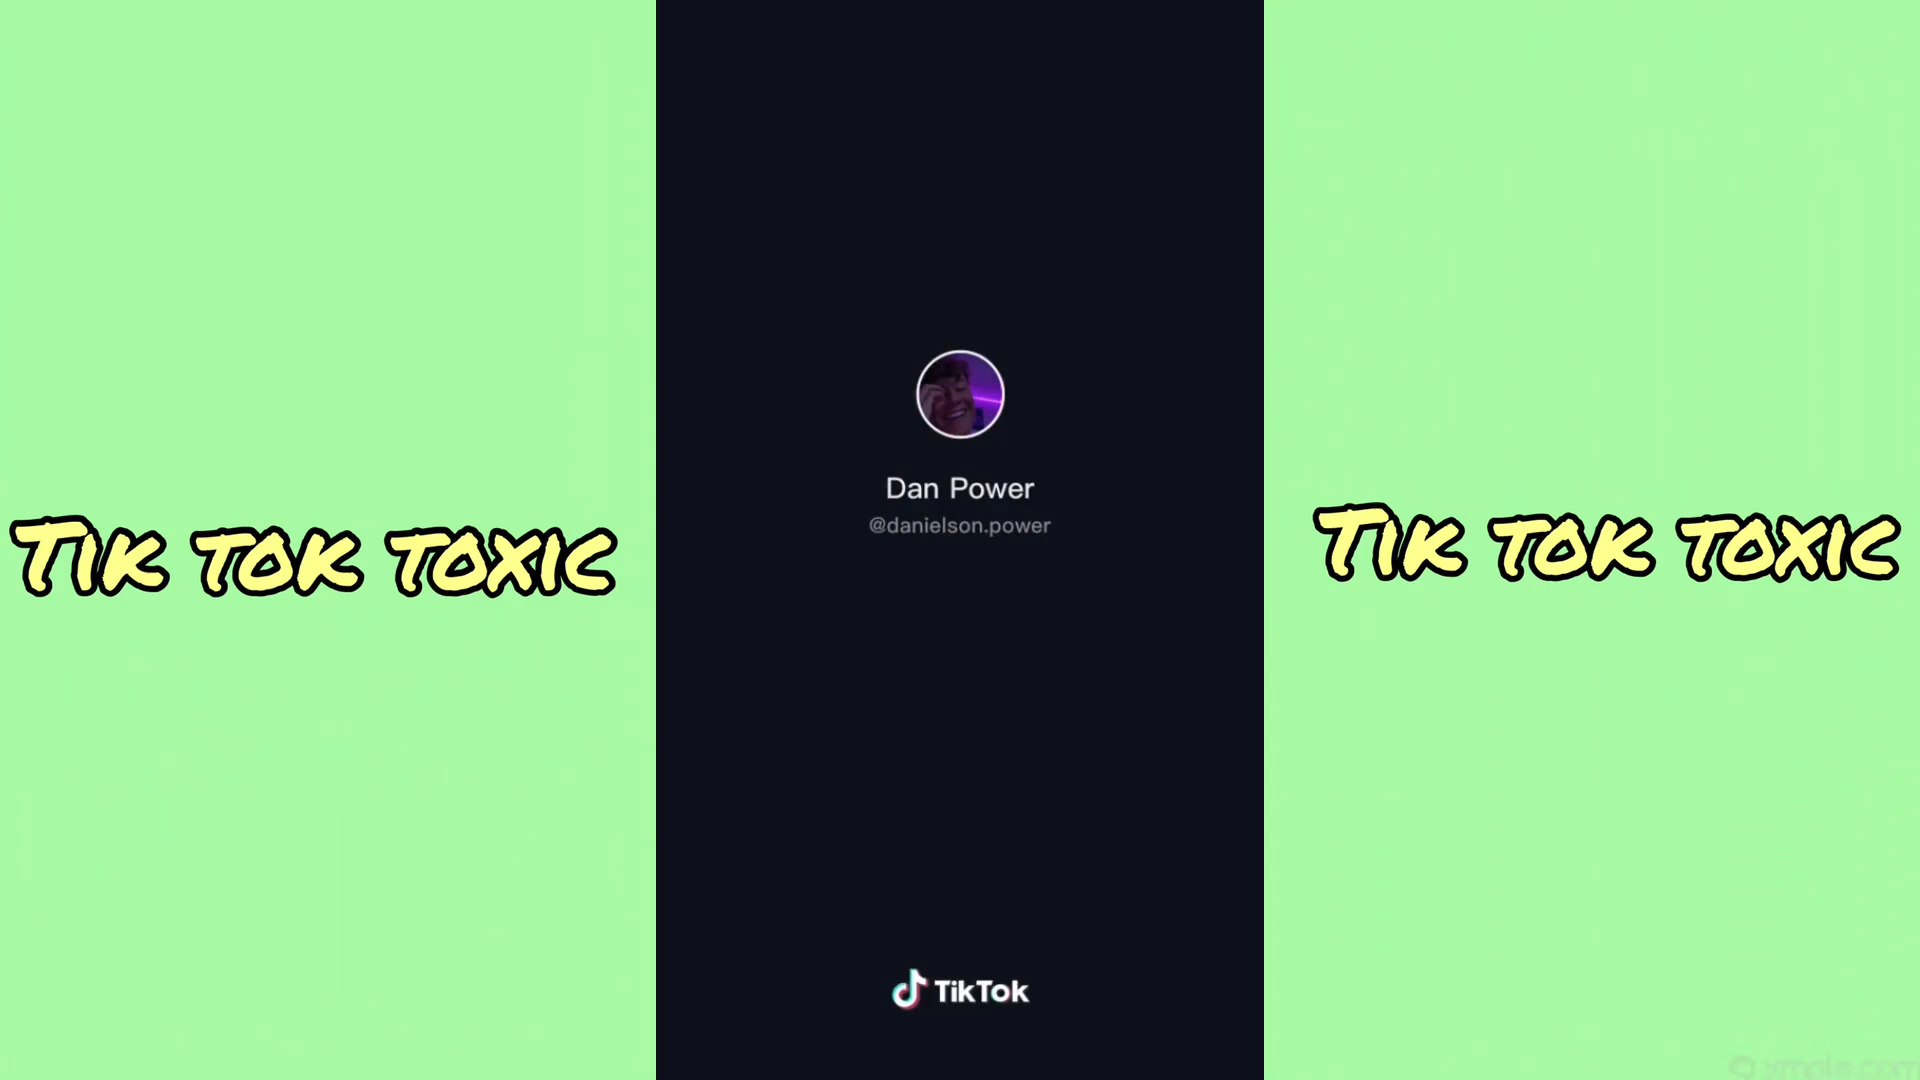 Dan Power
@danielson.power
Tik tok toxic
Tik tok toxic
TikTok